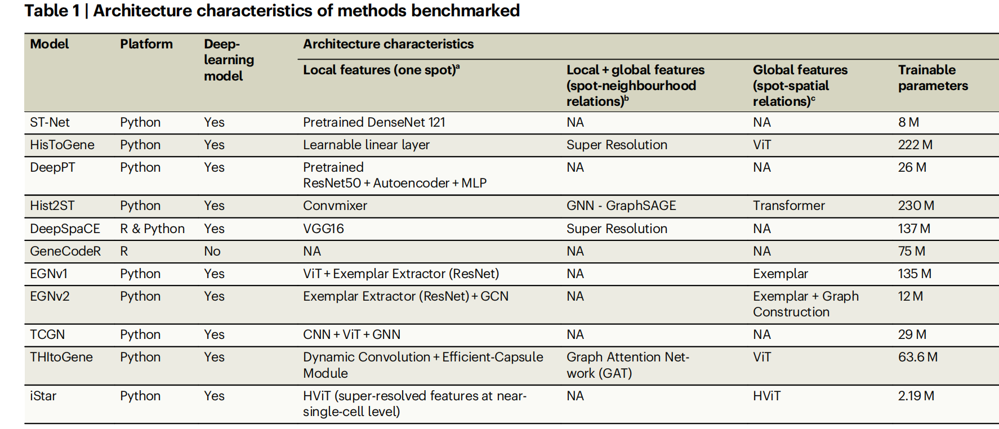 Table 1 | Architecture characteristics of methods benchmarked
Model Platform Deep- Architecture characteristics
learning
model
Local features (one spot)a Local + global features Global features Trainable
(spot-neighbourhood (spot-spatial parameters
relations)b relations)c
ST-Net Python Yes Pretrained DenseNet 121 NA NA 8 M
HisToGene Python Yes Learnable linear layer Super Resolution ViT 222 M
DeepPT Python Yes Pretrained NA NA 26 M
ResNet50 + Autoencoder + MLP
Hist2ST Python Yes Convmixer GNN - GraphSAGE Transformer 230 M
DeepSpaCE R & Python Yes VGG16 Super Resolution NA 137 M
GeneCodeR R No NA NA NA 75 M
EGNv1 Python Yes ViT + Exemplar Extractor (ResNet) NA Exemplar 135 M
EGNv2 Python Yes Exemplar Extractor (ResNet) + GCN NA Exemplar + Graph 12 M
Construction
TCGN Python Yes CNN + ViT + GNN NA NA 29 M
THItoGene Python Yes Dynamic Convolution + Efficient-Capsule Graph Attention Net- ViT 63.6 M
Module work (GAT)
iStar Python Yes HViT (super-resolved features at near- NA HViT 2.19 M
single-cell level)